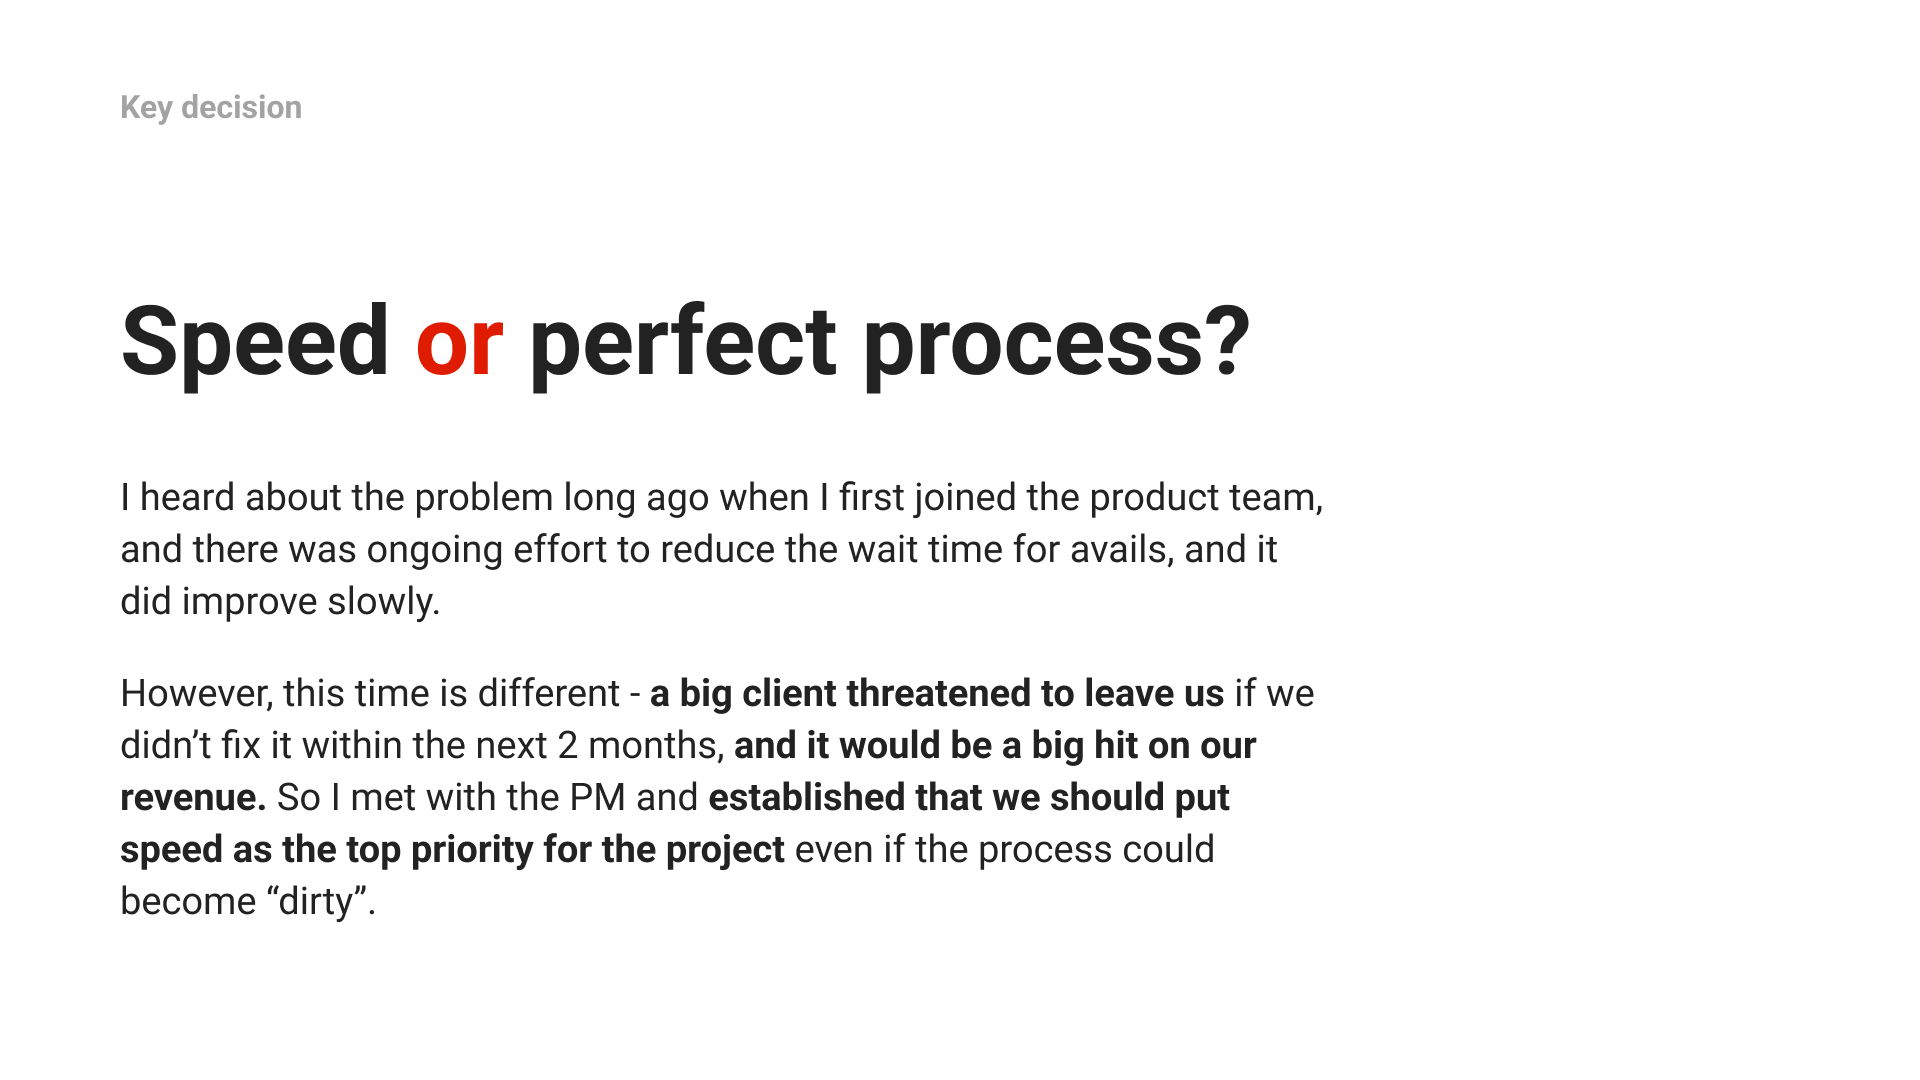 Key decision
Speed or perfect process?
I heard about the problem long ago when I first joined the product team,
and there was ongoing effort to reduce the wait time for avails, and it
did improve slowly.
However, this time is different - a big client threatened to leave us if we
didn’t fix it within the next 2 months, and it would be a big hit on our
revenue. So I met with the PM and established that we should put
speed as the top priority for the project even if the process could
become “dirty”.